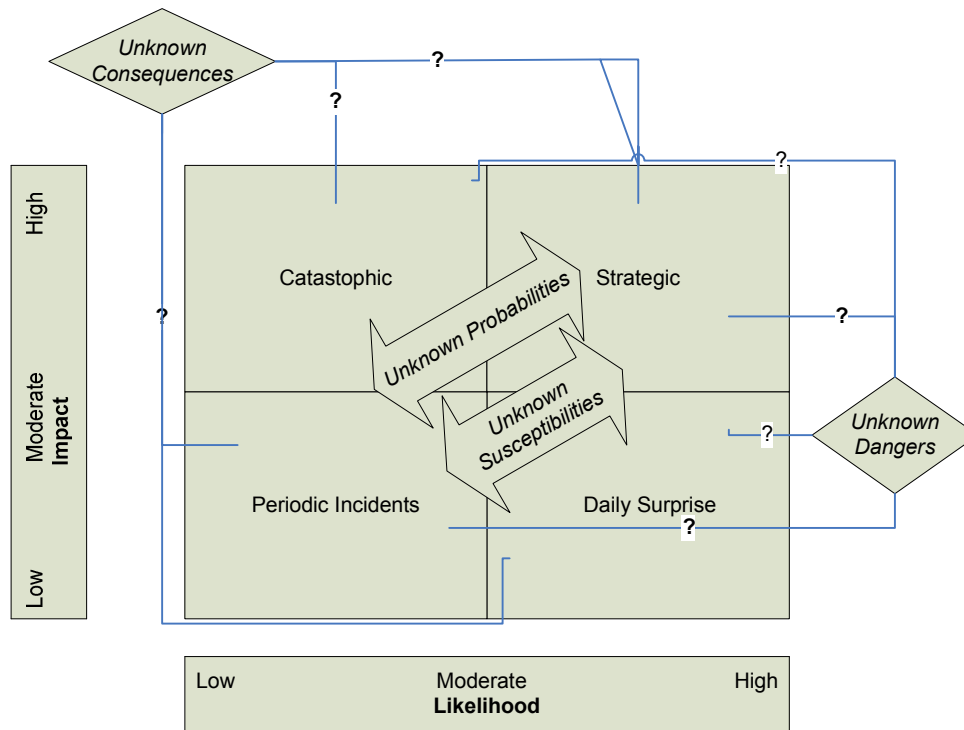 Unknown
Consequences
?
?
?
?
High
Catastophic
Strategic
Unknown Probabilities
?
Moderate
Impact
Unknown
Susceptibilities
?
Unknown
Dangers
Periodic Incidents
Daily Surprise
?
Low
Low
Moderate
High
Likelihood